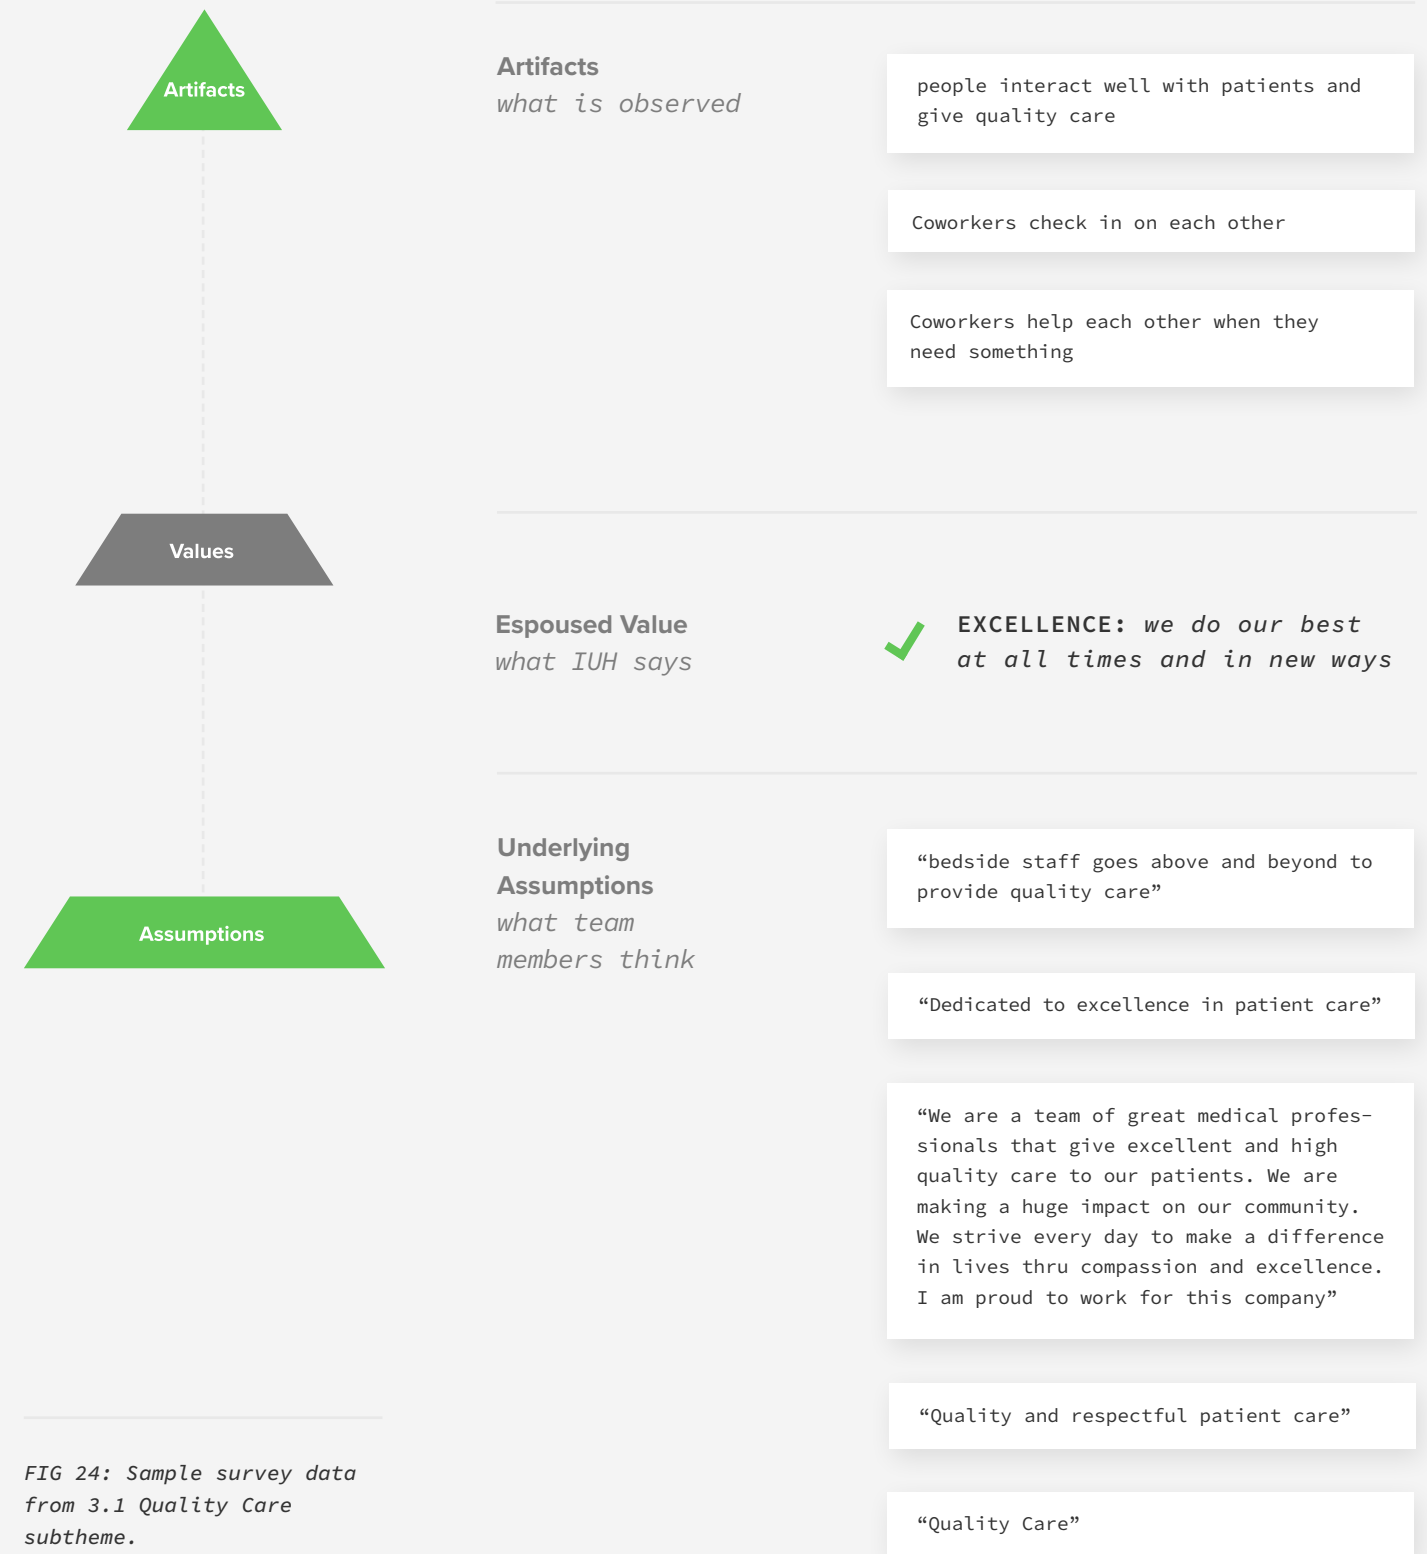 Artifacts
Artifacts
what is observed
people interact well with patients and
give quality care
Coworkers check in on each other
Coworkers help each other when they
need something
Values
Espoused Value
what IUH says
EXCELLENCE: we do our best
at all times and in new ways
Assumptions
Underlying
Assumptions
what team
members think
“bedside staff goes above and beyond to
provide quality care”
“Dedicated to excellence in patient care”
“We are a team of great medical profes-
sionals that give excellent and high
quality care to our patients. We are
making a huge impact on our community.
We strive every day to make a difference
in lives thru compassion and excellence.
I am proud to work for this company”
“Quality and respectful patient care”
“Quality Care”
FIG 24: Sample survey data
from 3.1 Quality Care
subtheme.